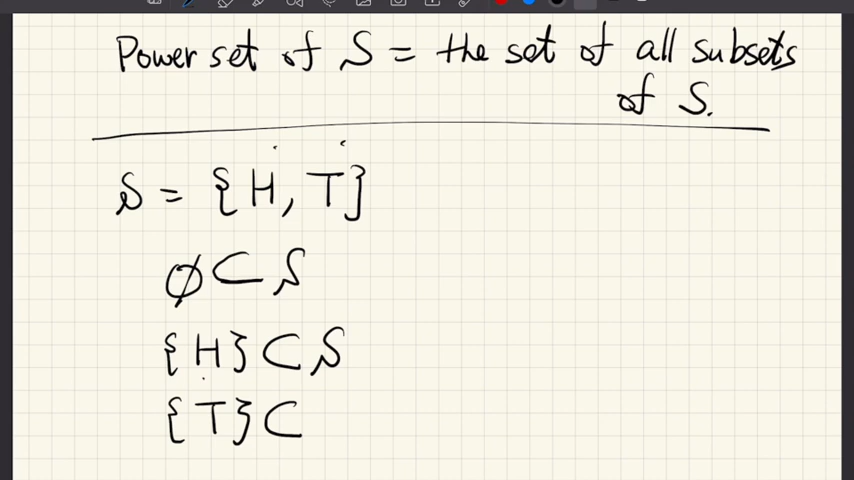 Power set of S = the set of all subsets
of S.
S = {H, T}
∅ ⊂ S
{H} ⊂ S
{T} ⊂